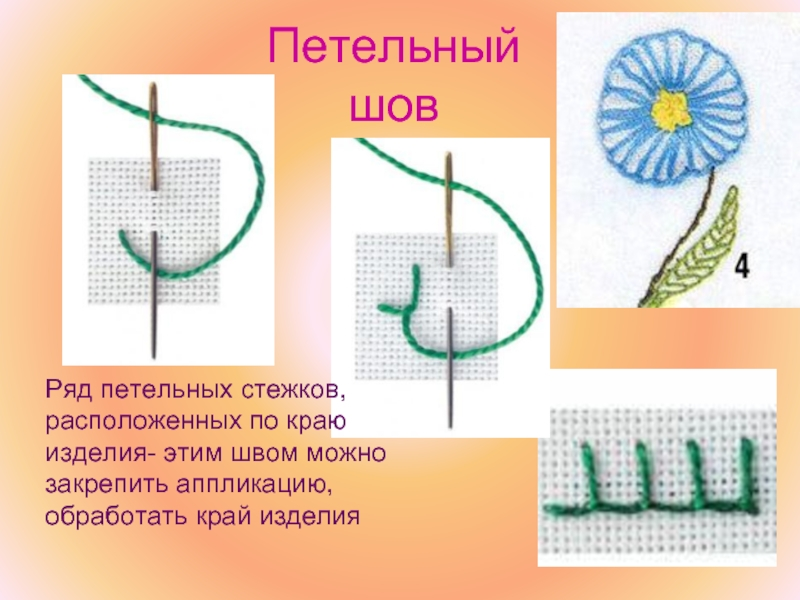 Петельный
шов
4
Ряд петельных стежков,
расположенных по краю
изделия- этим швом можно
закрепить аппликацию,
обработать край изделия